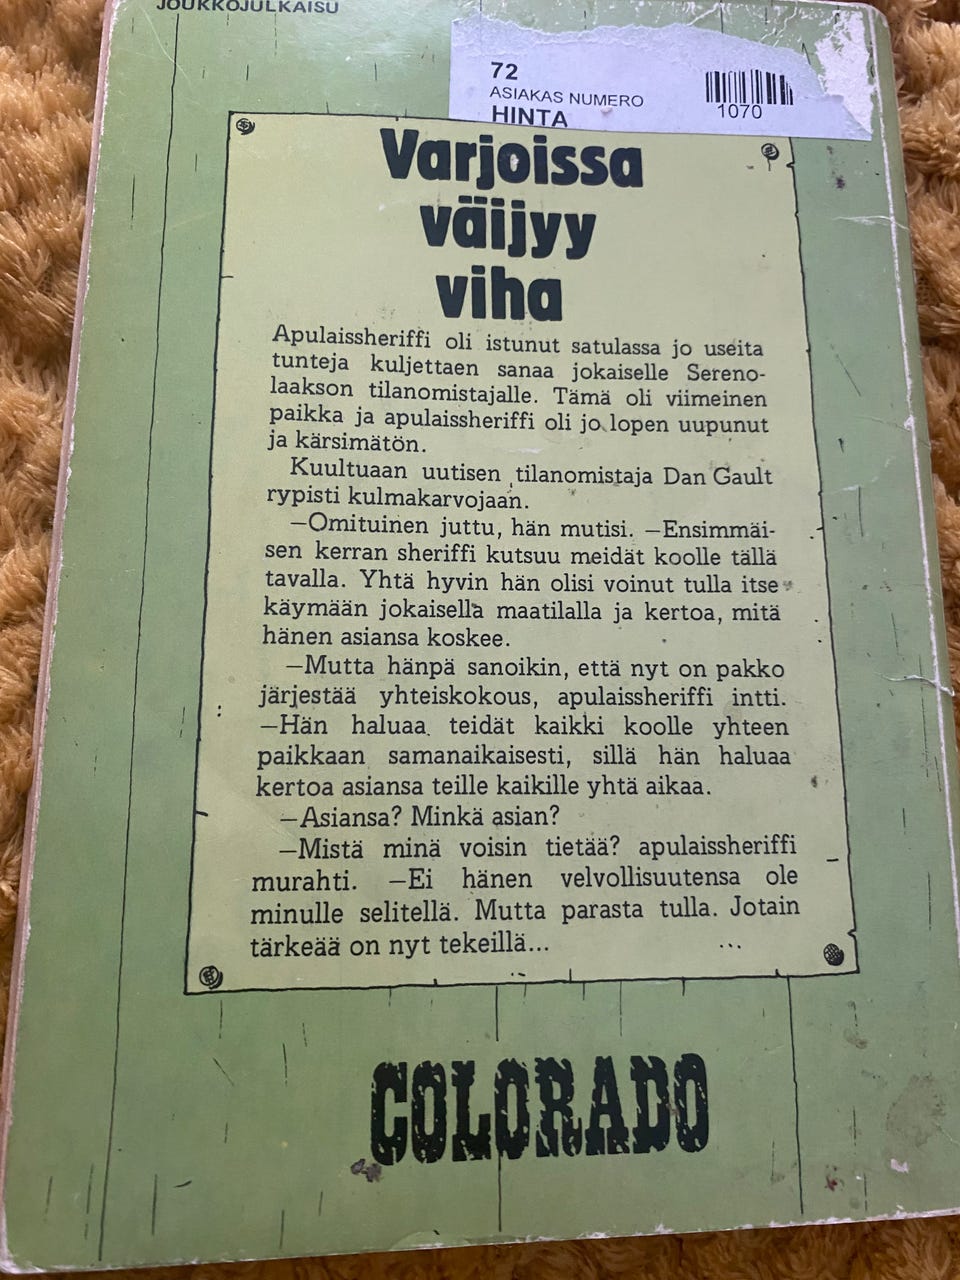 JOUKKOJULKAISU
72
ASIAKAS NUMERO
HINTA
1070
Varjoissa
väijyy
viha
Apulaissheriffi oli istunut satulassa jo useita
tunteja kuljettaen sanaa jokaiselle Sereno-
laakson tilanomistajalle. Tämä oli viimeinen
paikka ja apulaissheriffi oli jo lopen uupunut
ja kärsimätön.
Kuultuaan uutisen tilanomistaja Dan Gault
rypisti kulmakarvojaan.
—Omituinen juttu, hän mutisi. —Ensimmäi-
sen kerran sheriffi kutsuu meidät koolle tällä
tavalla. Yhtä hyvin hän olisi voinut tulla itse
käymään jokaisella maatilalla ja kertoa, mitä
hänen asiansa koskee.
—Mutta hänpä sanoikin, että nyt on pakko
järjestää yhteiskokous, apulaissheriffi intti.
—Hän haluaa teidät kaikki koolle yhteen
paikkaan samanaikaisesti, sillä hän haluaa
kertoa asiansa teille kaikille yhtä aikaa.
—Asiansa? Minkä asian?
—Mistä minä voisin tietää? apulaissheriffi
murahti. —Ei hänen velvollisuutensa ole
minulle selitellä. Mutta parasta tulla. Jotain
tärkeää on nyt tekeillä... ...
COLORADO